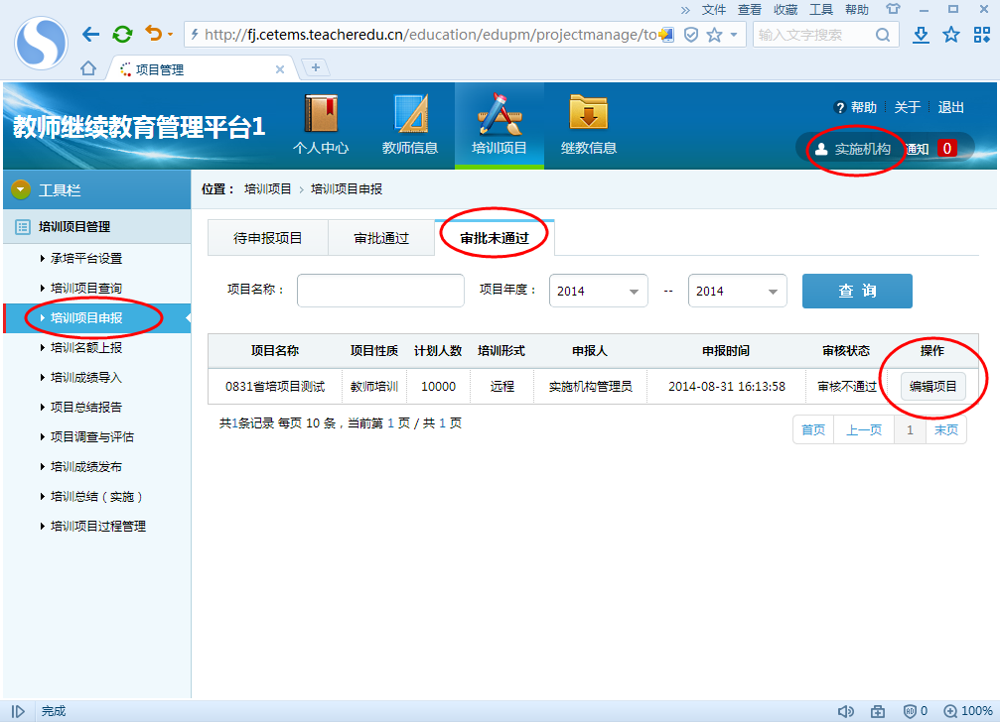 » 文件 查看 收藏 工具 帮助
http://fj.cetems.teacheredu.cn/education/edupm/projectmanage/to
输入文字搜索
项目管理
教师继续教育管理平台1
个人中心 教师信息 培训项目 继教信息
? 帮助 关于 退出
实施机构 通知 0
工具栏
位置： 培训项目 › 培训项目申报
培训项目管理
承培平台设置
培训项目查询
培训项目申报
培训名额上报
培训成绩导入
项目总结报告
项目调查与评估
培训成绩发布
培训总结（实施）
培训项目过程管理
待申报项目 审批通过 审批未通过
项目名称： 项目年度： 2014 -- 2014 查 询
项目名称 项目性质 计划人数 培训形式 申报人 申报时间 审核状态 操作
0831省培项目测试 教师培训 10000 远程 实施机构管理员 2014-08-31 16:13:58 审核不通过 编辑项目
共1条记录 每页 10 条，当前第 1 页 / 共 1 页
首页 上一页 1 末页
完成 0 100%